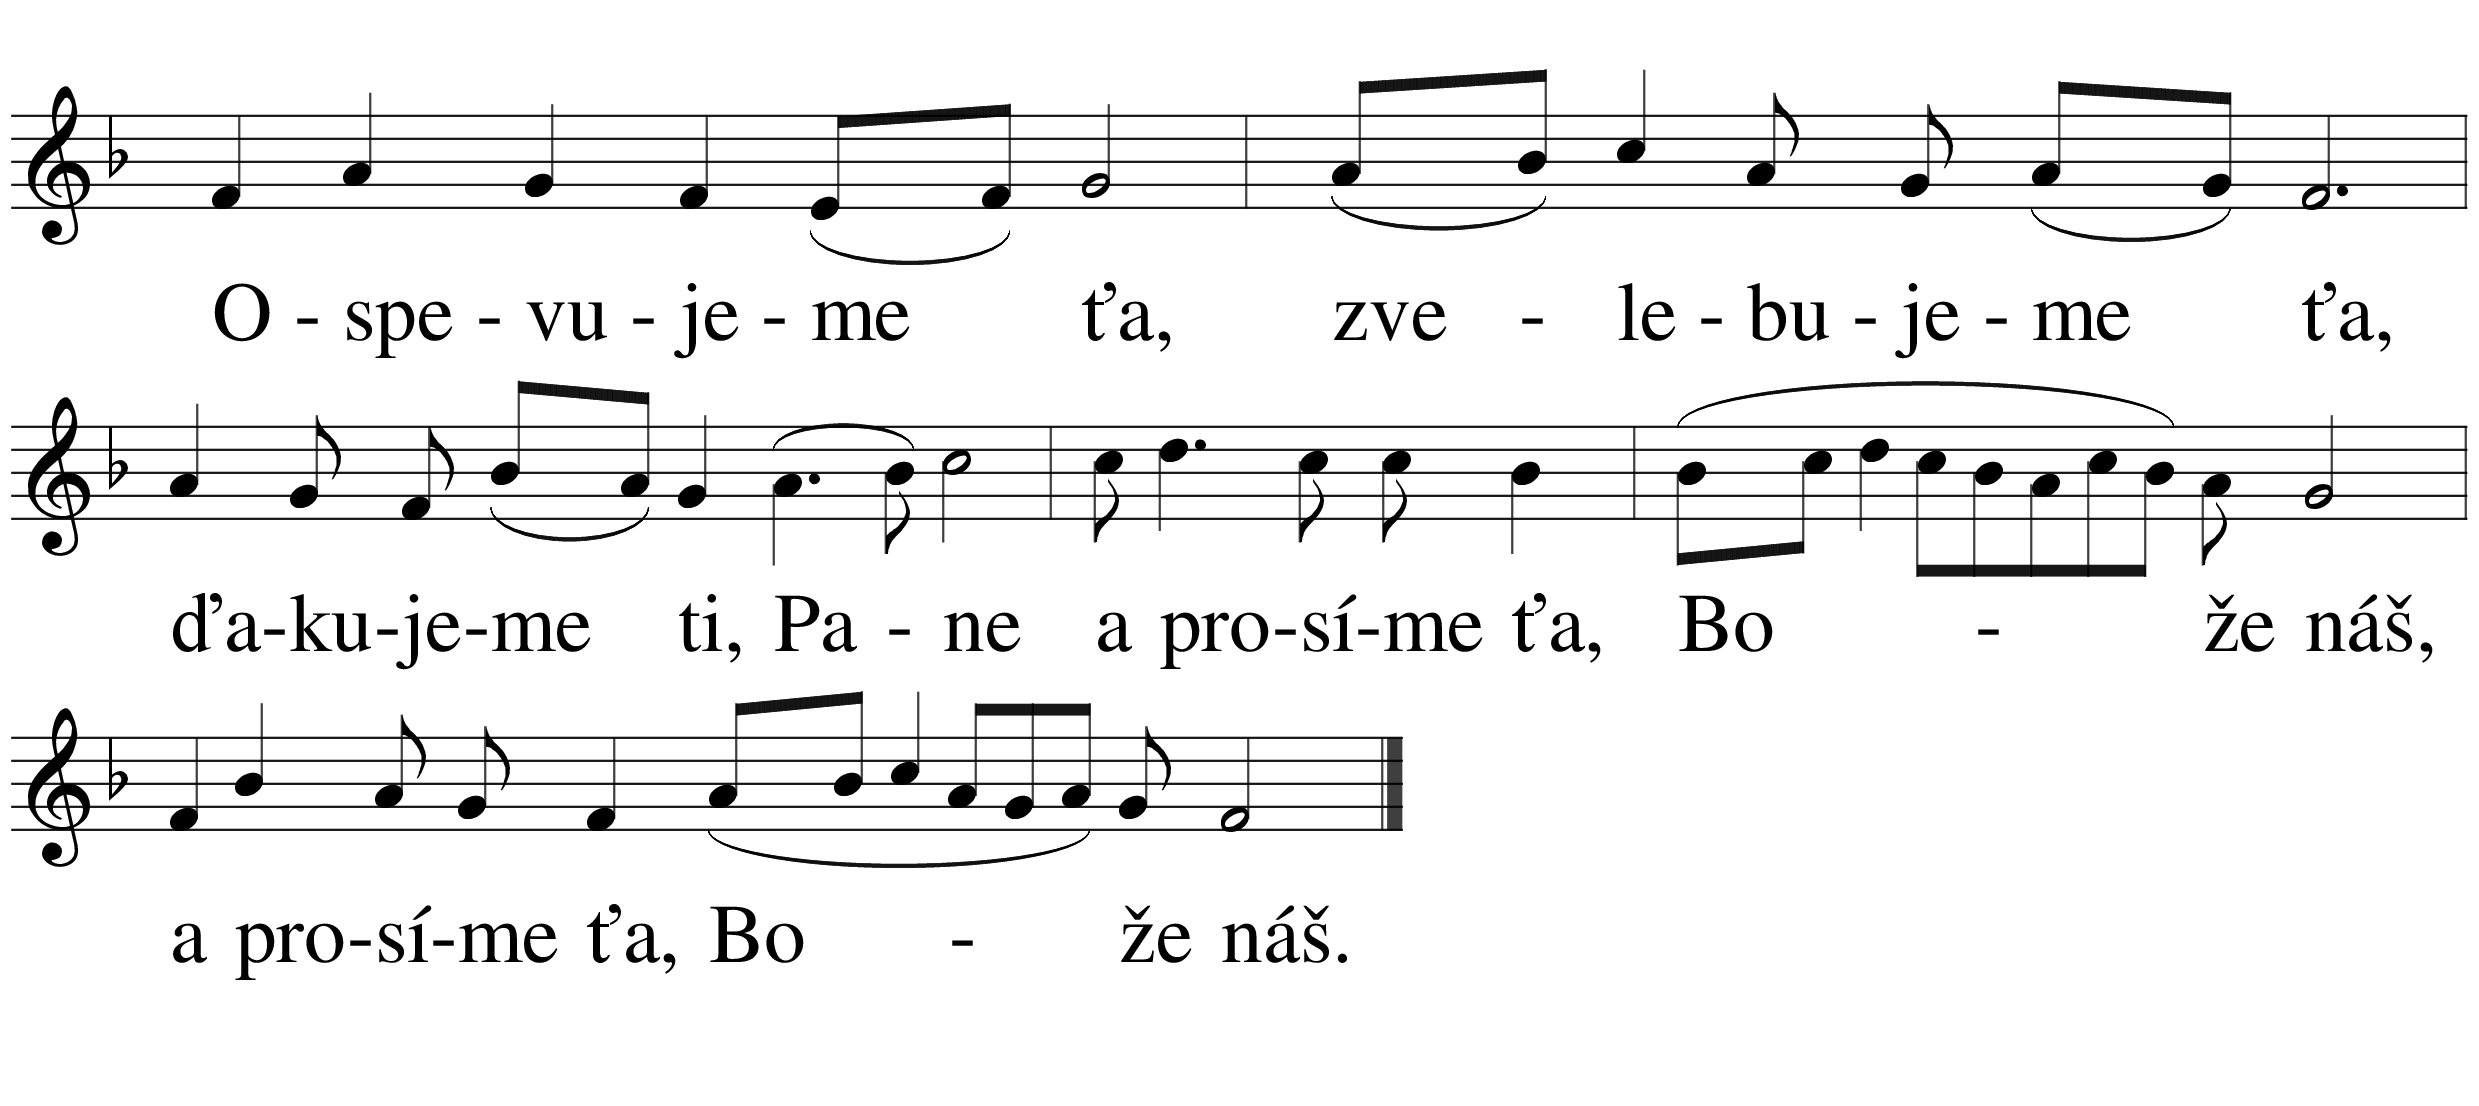 O - spe - vu - je - me ťa, zve - le - bu - je - me ťa,
ďa-ku-je-me ti, Pa - ne a pro-sí-me ťa, Bo - že náš,
a pro-sí-me ťa, Bo - že náš.